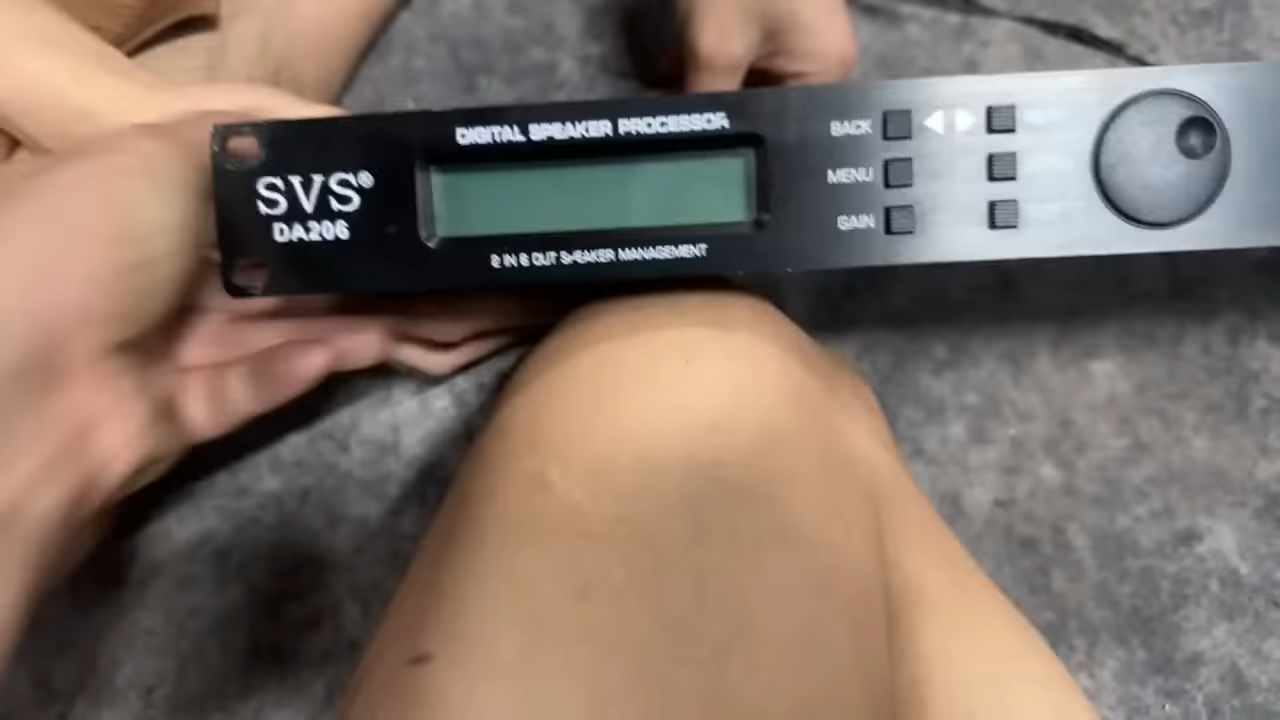 DIGITAL SPEAKER PROCESSOR
SVS®
DA206
2 IN 6 OUT SPEAKER MANAGEMENT
BACK
MENU
GAIN